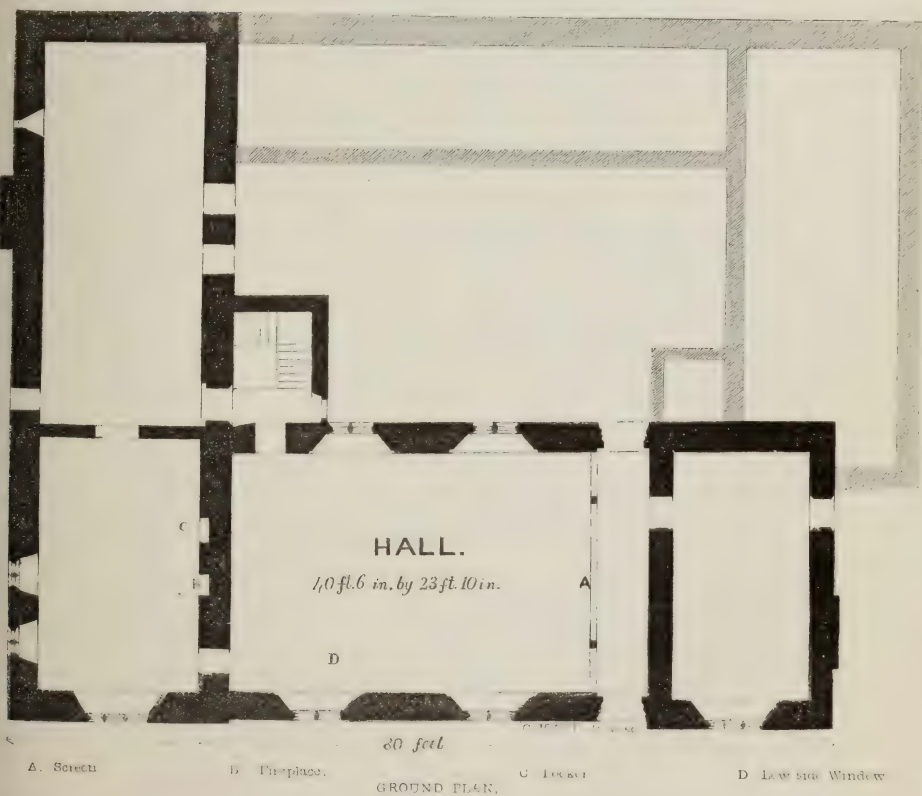 C
HALL.
40 ft. 6 in. by 23 ft. 10 in.
A
D
80 feet
A. Screen
Fireplace.
C
D Low side Window
GROUND PLAN.